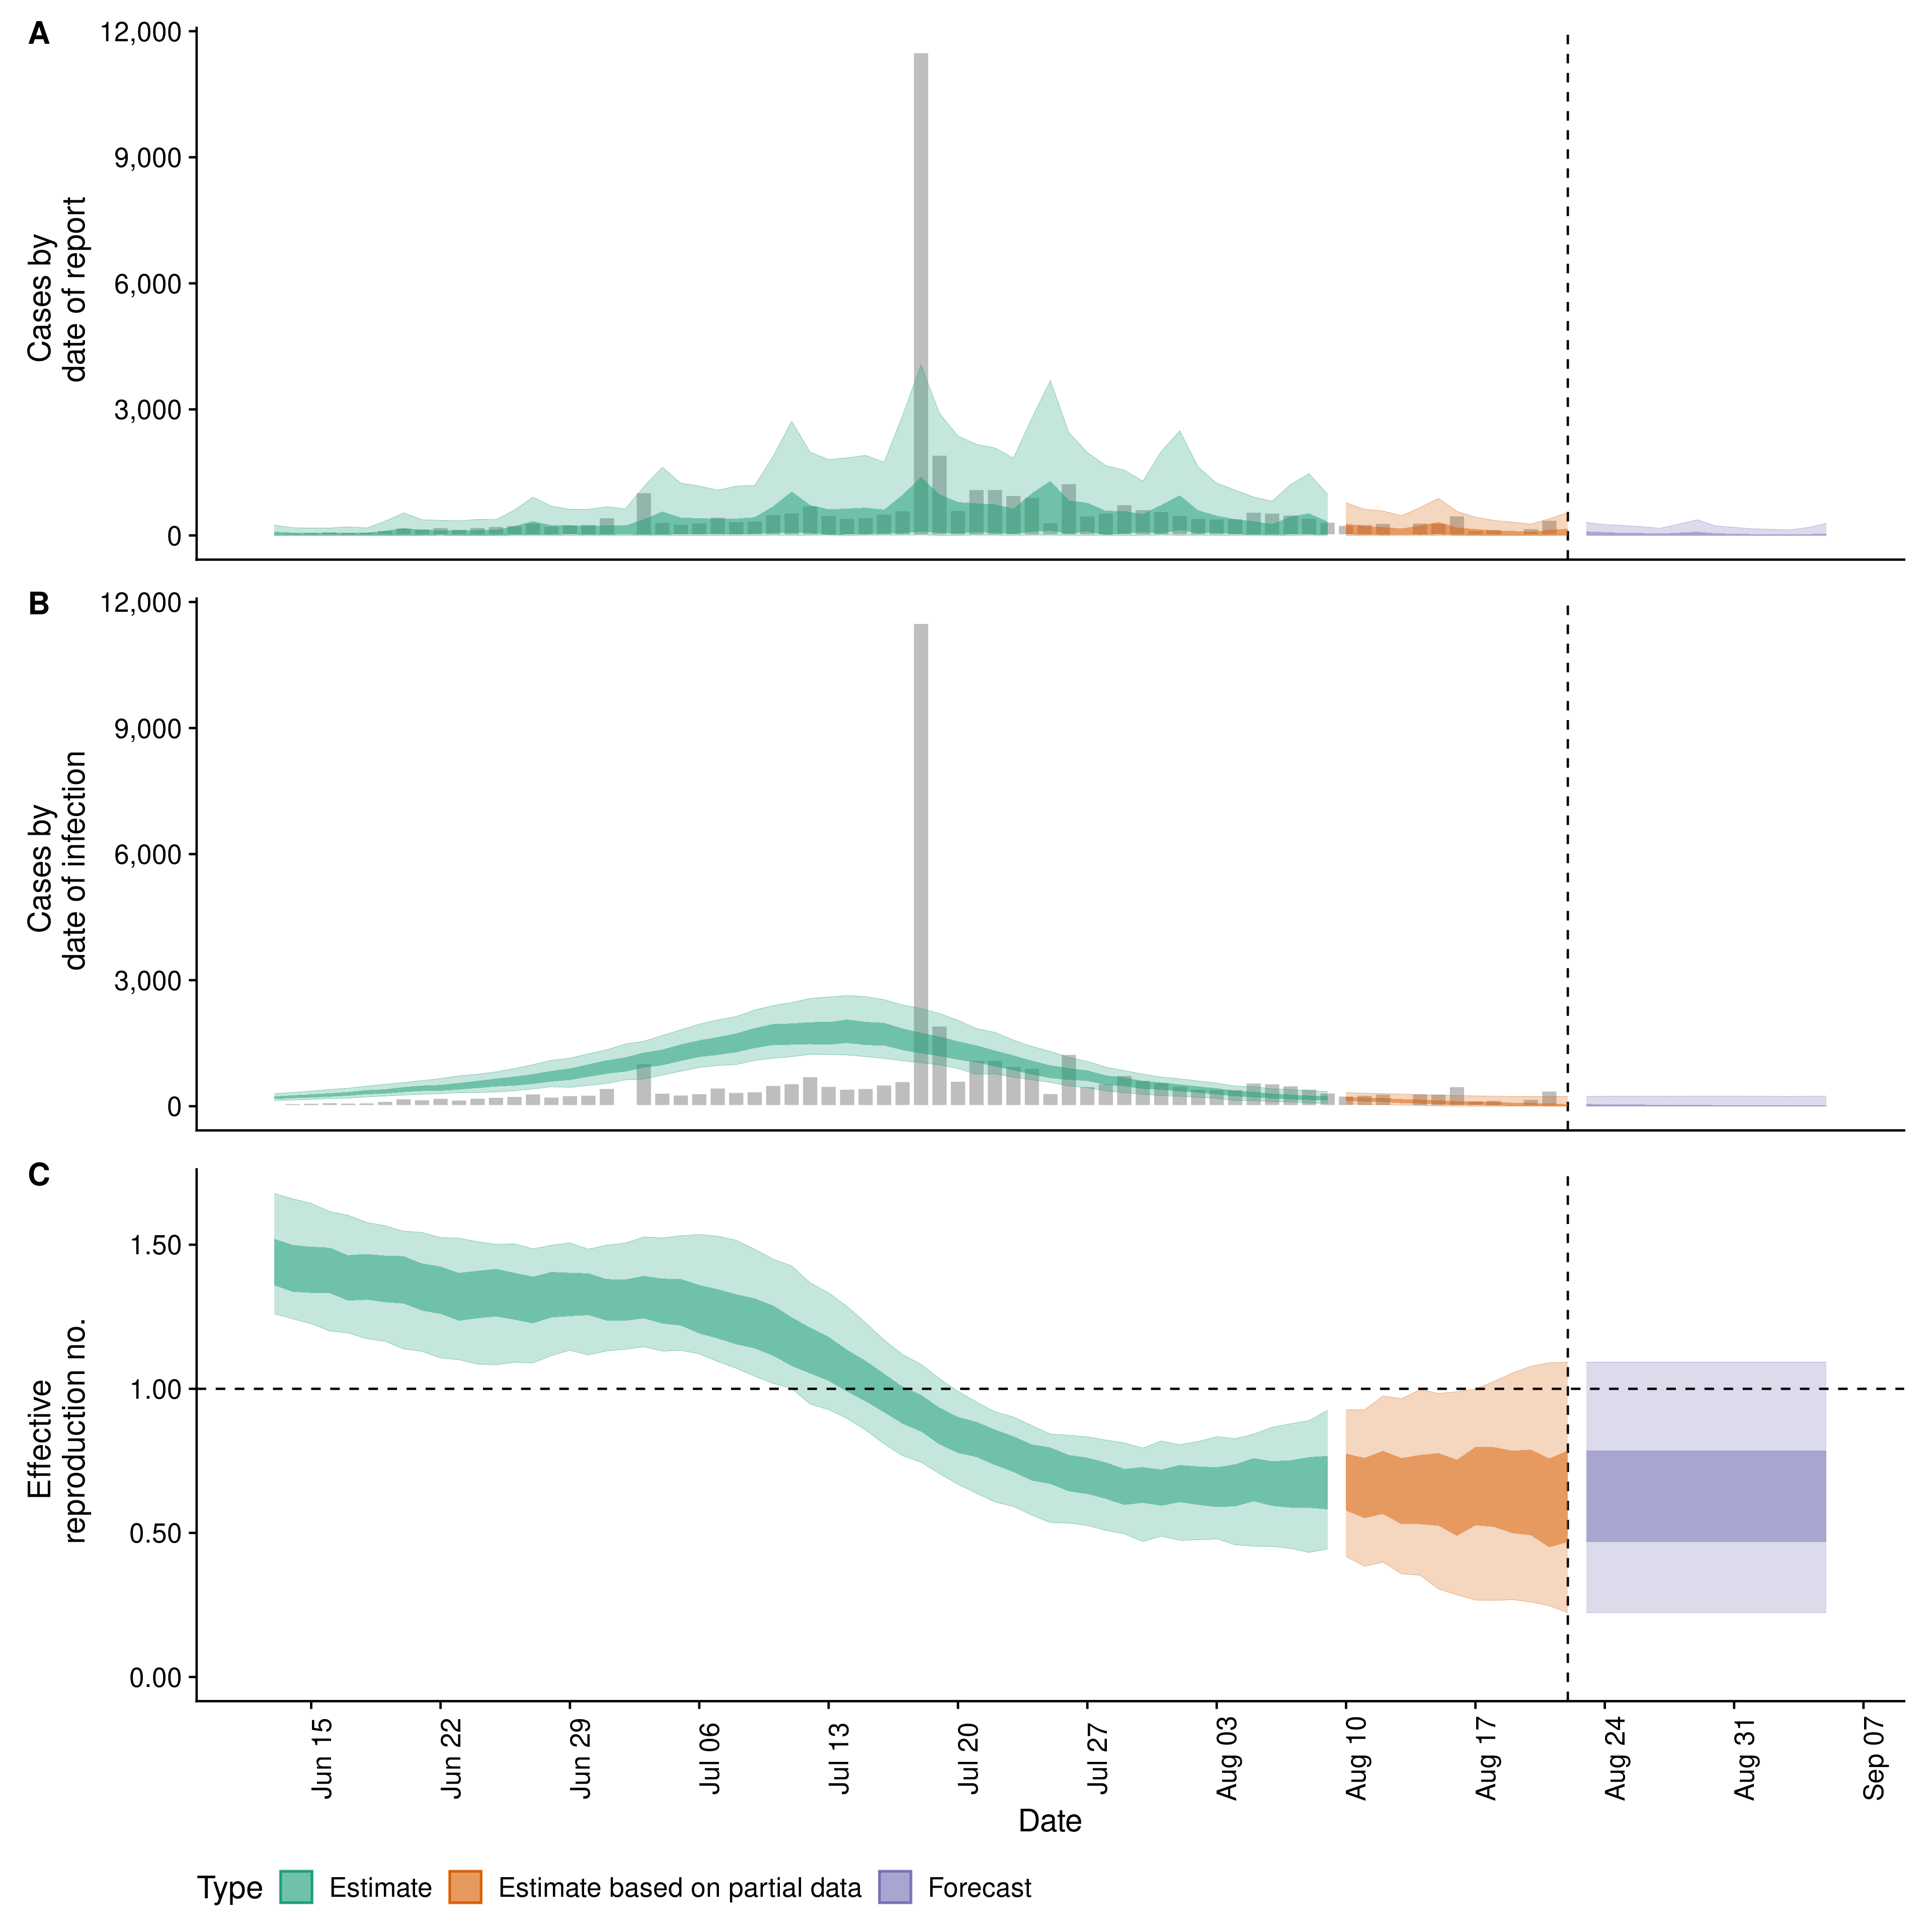 A
Cases by
date of report
12,000
9,000
6,000
3,000
0
B
Cases by
date of infection
12,000
9,000
6,000
3,000
0
C
Effective
reproduction no.
1.50
1.00
0.50
0.00
Jun 15
Jun 22
Jun 29
Jul 06
Jul 13
Jul 20
Jul 27
Aug 03
Aug 10
Aug 17
Aug 24
Aug 31
Sep 07
Date
Type Estimate Estimate based on partial data Forecast